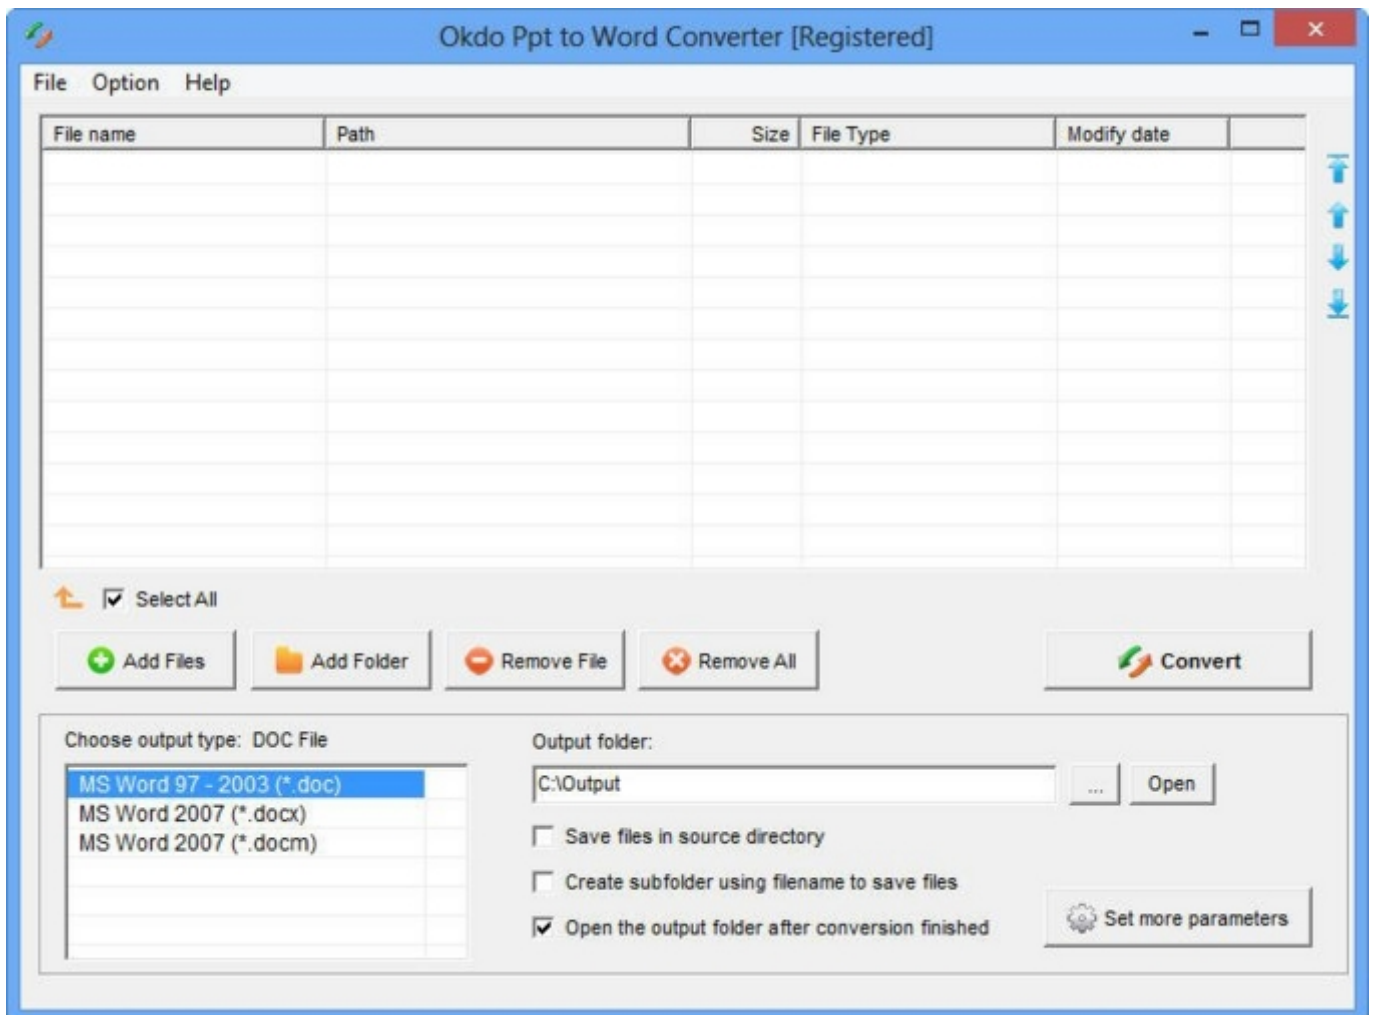 Okdo Ppt to Word Converter [Registered]
File Option Help
File name Path Size File Type Modify date
Select All
Add Files Add Folder Remove File Remove All Convert
Choose output type: DOC File
Output folder:
MS Word 97 - 2003 (*.doc)
MS Word 2007 (*.docx)
MS Word 2007 (*.docm)
C:\Output
... Open
Save files in source directory
Create subfolder using filename to save files
Open the output folder after conversion finished
Set more parameters